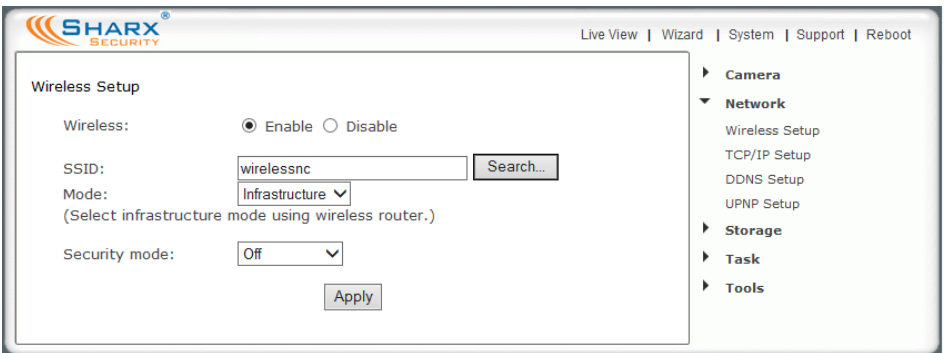 SHARX®
SECURITY
Live View | Wizard | System | Support | Reboot
Wireless Setup
Wireless: Enable Disable
SSID: wirelessnc Search...
Mode: Infrastructure
(Select infrastructure mode using wireless router.)
Security mode: Off
Apply
Camera
Network
Wireless Setup
TCP/IP Setup
DDNS Setup
UPNP Setup
Storage
Task
Tools